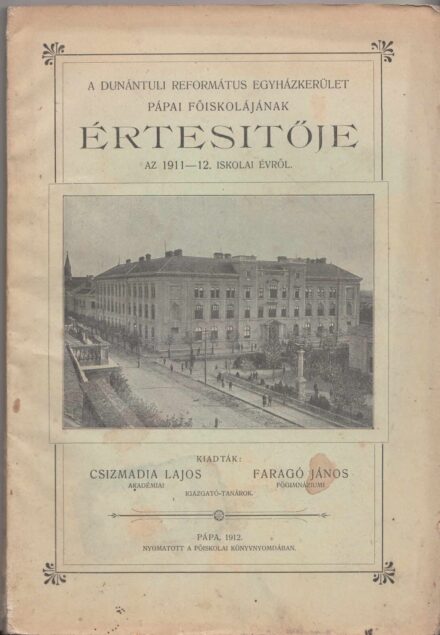 A DUNÁNTULI REFORMÁTUS EGYHÁZKERÜLET
PÁPAI FŐISKOLÁJÁNAK
ÉRTESITŐJE
AZ 1911—12. ISKOLAI ÉVRŐL.
KIADTÁK:
CSIZMADIA LAJOS FARAGÓ JÁNOS
AKADÉMIAI FŐGIMNÁZIUMI
IGAZGATÓ-TANÁROK.
PÁPA, 1912.
NYOMATOTT A FŐISKOLAI KÖNYVNYOMDÁBAN.